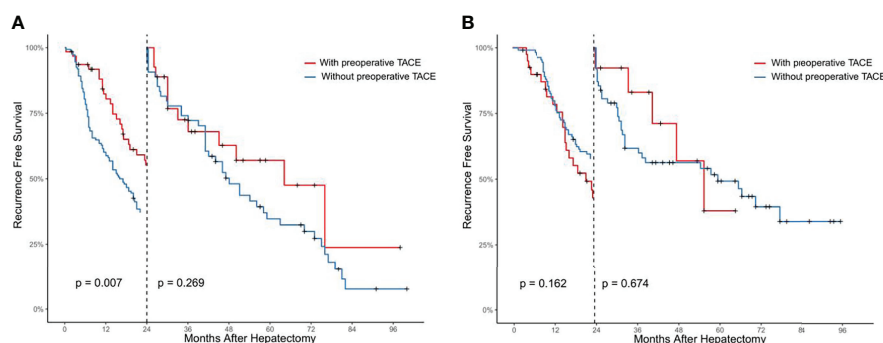 A
Recurrence Free Survival
100%
75%
50%
25%
0%
With preoperative TACE
Without preoperative TACE
p = 0.007
p = 0.269
0
12
24
36
48
60
72
84
96
Months After Hepatectomy
B
Recurrence Free Survival
100%
75%
50%
25%
0%
With preoperative TACE
Without preoperative TACE
p = 0.162
p = 0.674
0
12
24
36
48
60
72
84
96
Months After Hepatectomy